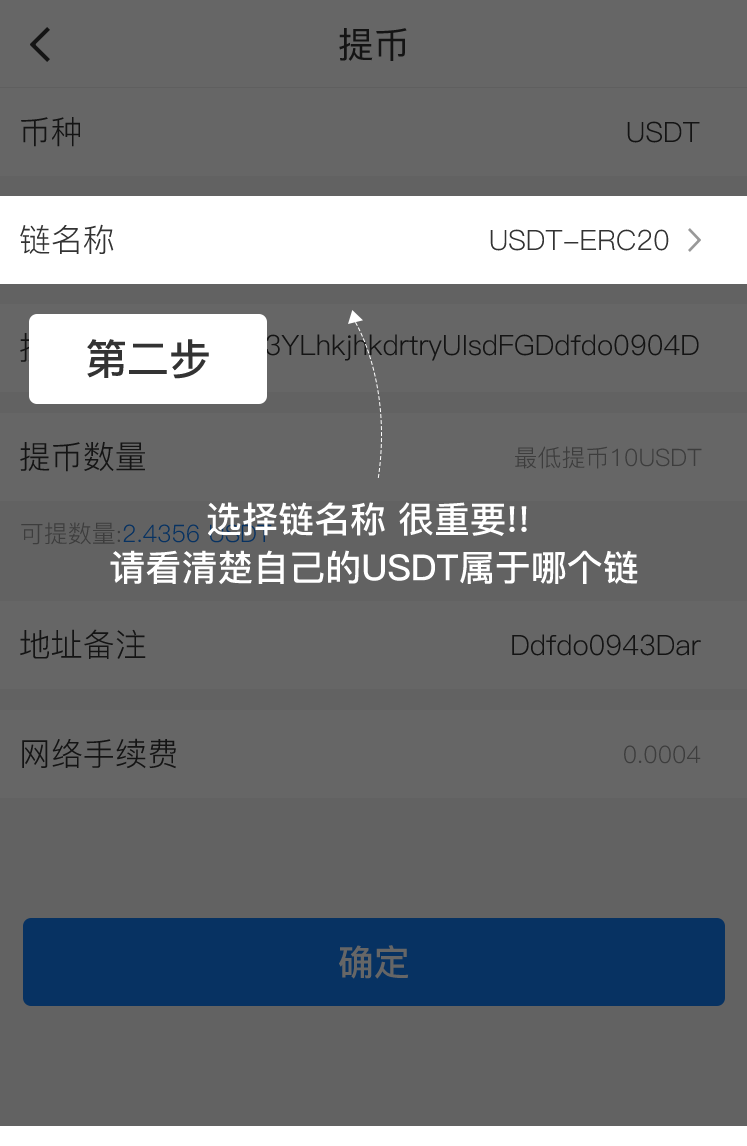 提币
币种 USDT
链名称 USDT-ERC20
第二步 3YLhkjhkdrtryUIsdFGDdfdo0904D
提币数量 最低提币10USDT
可提数量:2.4356 USDT
选择链名称 很重要!!
请看清楚自己的USDT属于哪个链
地址备注 Ddfdo0943Dar
网络手续费 0.0004
确定